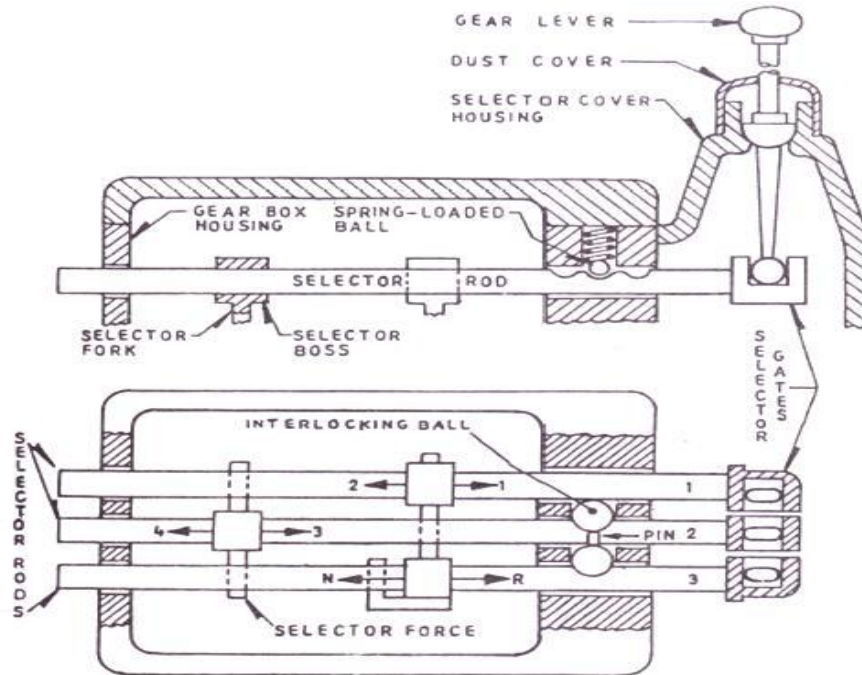 GEAR LEVER
DUST COVER
SELECTOR COVER
HOUSING
GEAR BOX
HOUSING
SPRING-LOADED
BALL
SELECTOR ROD
SELECTOR
FORK
SELECTOR
BOSS
SELECTOR
GATES
INTERLOCKING BALL
SELECTOR RODS
2 1 1
4 3 PIN 2
N R 3
SELECTOR FORCE